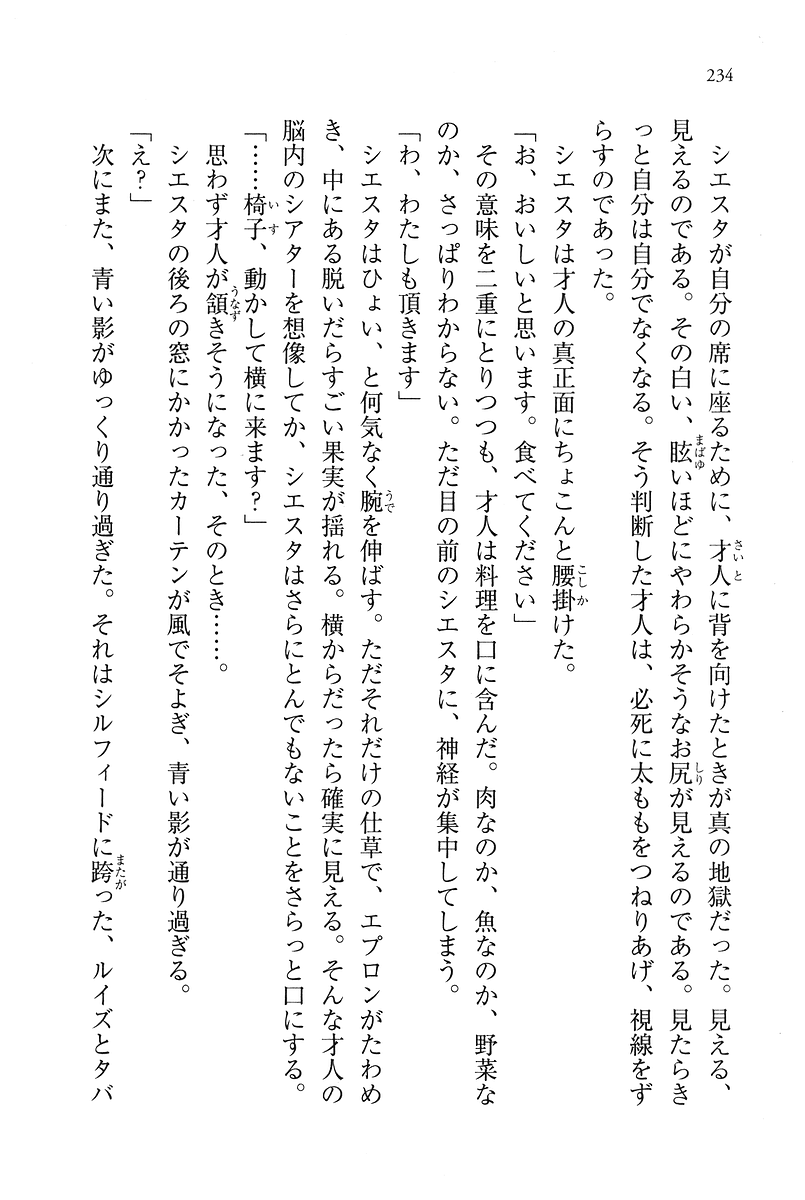 234
シエスタが自分の席に座るために、才人に背を向けたときが真の地獄だった。見える、
見えるのである。その白い、眩いほどにやわらかそうなお尻が見えるのである。見たらき
っと自分は自分でなくなる。そう判断した才人は、必死に太ももをつねりあげ、視線をず
らすのであった。
シエスタは才人の真正面にちょこんと腰掛けた。
「お、おいしいと思います。食べてください」
その意味を二重にとりつつも、才人は料理を口に含んだ。肉なのか、魚なのか、野菜な
のか、さっぱりわからない。ただ目の前のシエスタに、神経が集中してしまう。
「わ、わたしも頂きます」
シエスタはひょい、と何気なく腕を伸ばす。ただそれだけの仕草で、エプロンがたわめ
き、中にある脱いだらすごい果実が揺れる。横からだったら確実に見える。そんな才人の
脳内のシアターを想像してか、シエスタはさらにとんでもないことをさらっと口にする。
「……椅子、動かして横に来ます？」
思わず才人が頷きそうになった、そのとき……。
シエスタの後ろの窓にかかったカーテンが風でそよぎ、青い影が通り過ぎる。
「え？」
次にまた、青い影がゆっくり通り過ぎた。それはシルフィードに跨った、ルイズとタバ